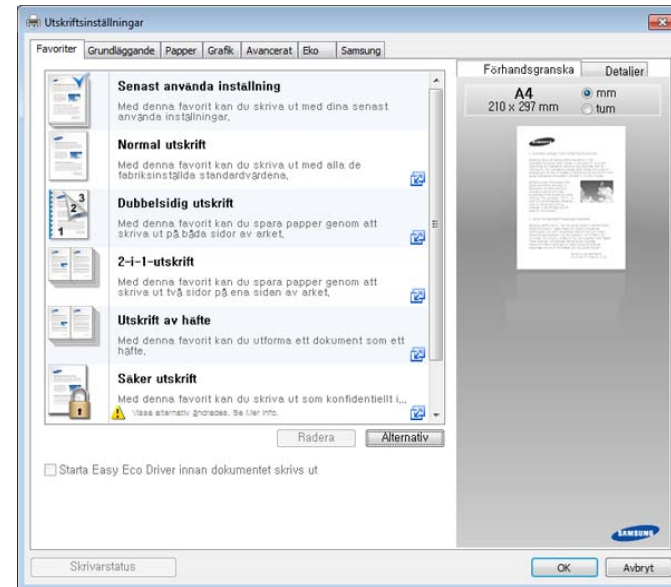 Utskriftsinställningar
Favoriter Grundläggande Papper Grafik Avancerat Eko Samsung
Senast använda inställning
Med denna favorit kan du skriva ut med dina senast
använda inställningar.
Normal utskrift
Med denna favorit kan du skriva ut med alla de
fabriksinställda standardvärdena.
Dubbelsidig utskrift
Med denna favorit kan du spara papper genom att
skriva ut på båda sidor av arket.
2-i-1-utskrift
Med denna favorit kan du spara papper genom att
skriva ut två sidor på ena sidan av arket.
Utskrift av häfte
Med denna favorit kan du utforma ett dokument som ett
häfte.
Säker utskrift
Med denna favorit kan du skriva ut som konfidentiellt i...
Vissa alternativ ändrades. Se Mer info.
Radera Alternativ
Starta Easy Eco Driver innan dokumentet skrivs ut
Förhandsgranska Detaljer
A4
210 x 297 mm
mm
tum
SAMSUNG
Skrivarstatus OK Avbryt